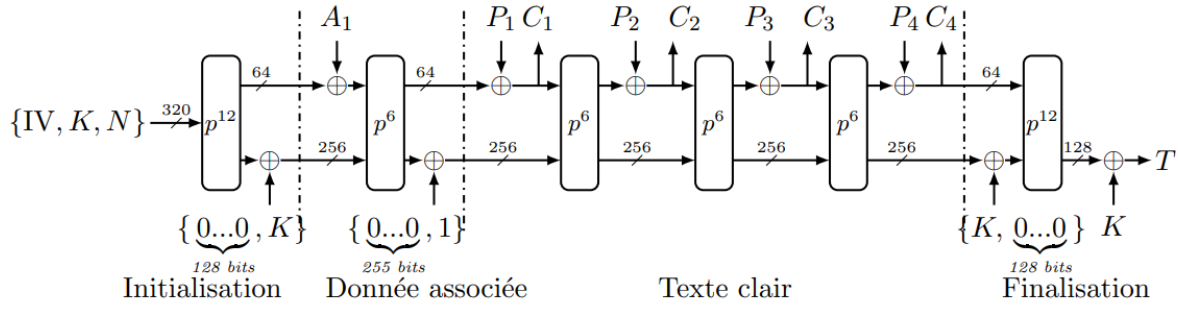 A₁ P₁ C₁ P₂ C₂ P₃ C₃ P₄ C₄
64 64 64
{IV, K, N} 320 p¹² p⁶ p⁶ p⁶ p⁶ p¹²
256 256 256 256 256 128 T
{0...0, K} {0...0, 1} {K, 0...0} K
128 bits 255 bits 128 bits
Initialisation Donnée associée Texte clair Finalisation